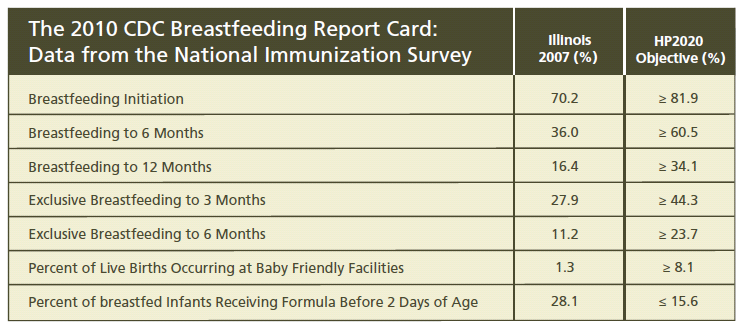 The 2010 CDC Breastfeeding Report Card:
Data from the National Immunization Survey
Illinois
2007 (%)
HP2020
Objective (%)
Breastfeeding Initiation 70.2 ≥ 81.9
Breastfeeding to 6 Months 36.0 ≥ 60.5
Breastfeeding to 12 Months 16.4 ≥ 34.1
Exclusive Breastfeeding to 3 Months 27.9 ≥ 44.3
Exclusive Breastfeeding to 6 Months 11.2 ≥ 23.7
Percent of Live Births Occurring at Baby Friendly Facilities 1.3 ≥ 8.1
Percent of breastfed Infants Receiving Formula Before 2 Days of Age 28.1 ≤ 15.6